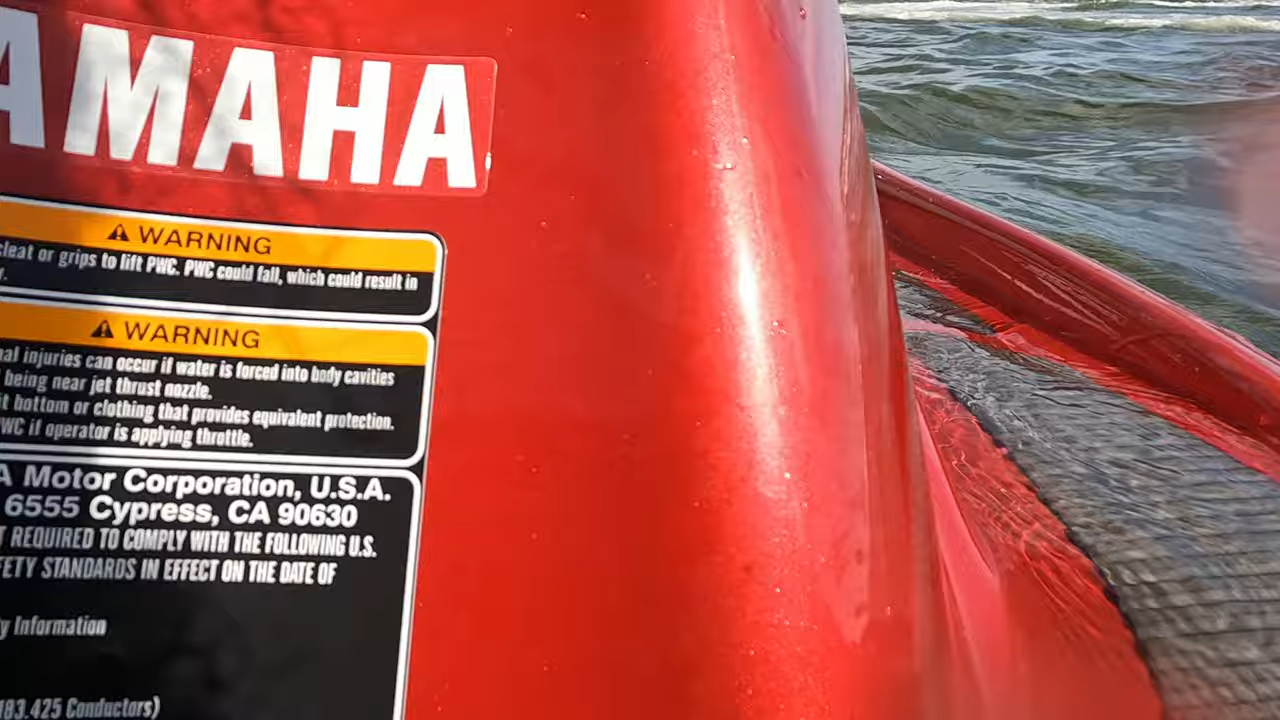 AMAHA
WARNING
cleat or grips to lift PWC. PWC could fall, which could result in
WARNING
nal injuries can occur if water is forced into body cavities
being near jet thrust nozzle.
it bottom or clothing that provides equivalent protection.
PWC if operator is applying throttle.
A Motor Corporation, U.S.A.
6555 Cypress, CA 90630
T REQUIRED TO COMPLY WITH THE FOLLOWING U.S.
FETY STANDARDS IN EFFECT ON THE DATE OF
y Information
183.425 Conductors)